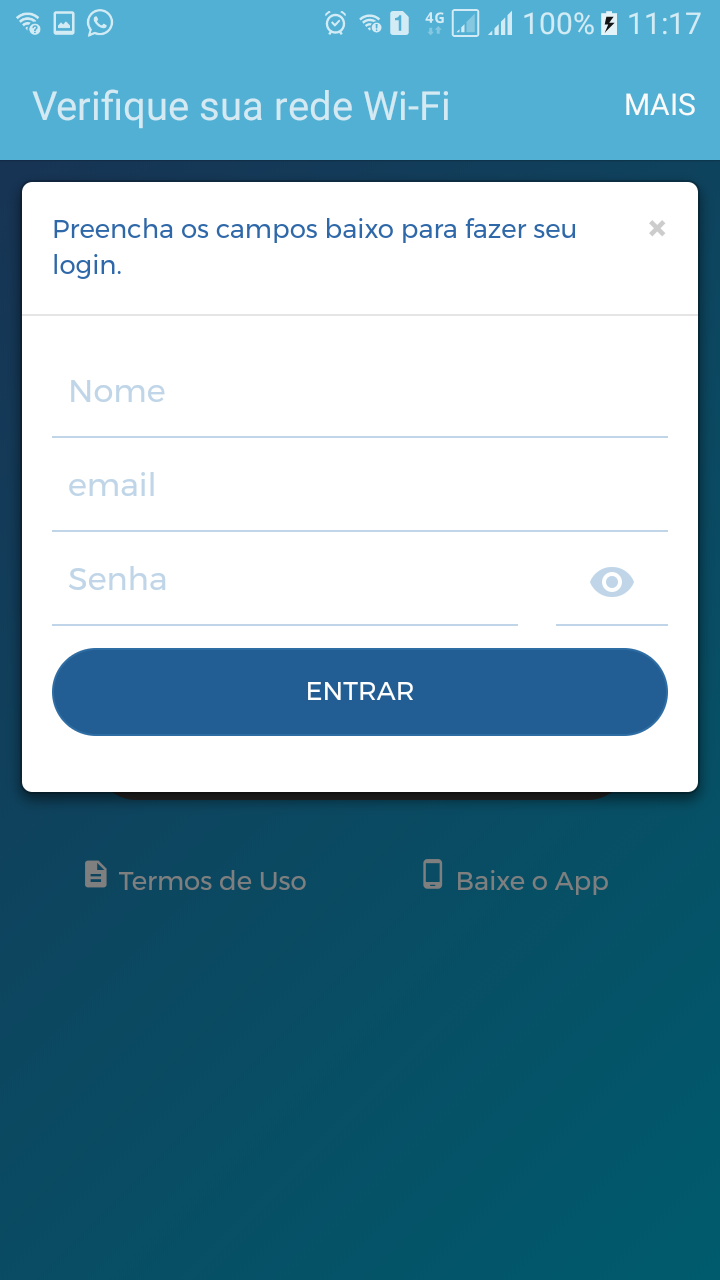 1 4G 100% 11:17
Verifique sua rede Wi-Fi MAIS
Preencha os campos baixo para fazer seu
login. ×
Nome
email
Senha
ENTRAR
Termos de Uso Baixe o App